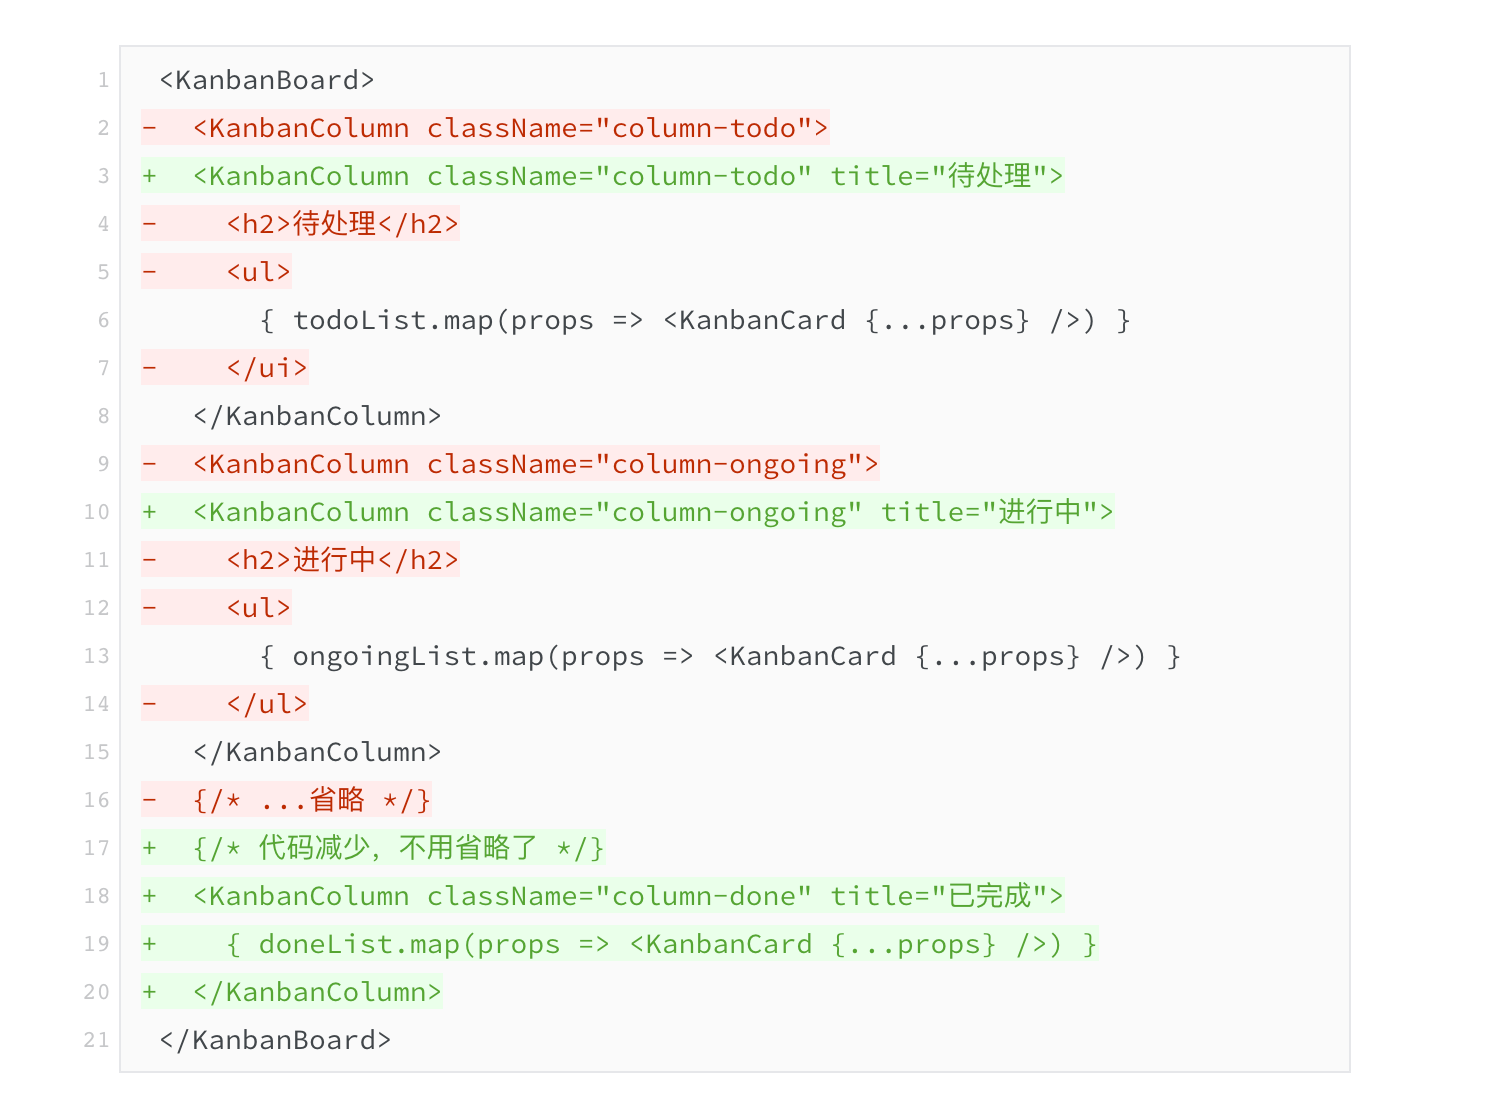 1 <KanbanBoard>
2 -  <KanbanColumn className="column-todo">
3 +  <KanbanColumn className="column-todo" title="待处理">
4 -    <h2>待处理</h2>
5 -    <ul>
6       { todoList.map(props => <KanbanCard {...props} />) }
7 -    </ui>
8   </KanbanColumn>
9 -  <KanbanColumn className="column-ongoing">
10 +  <KanbanColumn className="column-ongoing" title="进行中">
11 -    <h2>进行中</h2>
12 -    <ul>
13       { ongoingList.map(props => <KanbanCard {...props} />) }
14 -    </ul>
15   </KanbanColumn>
16 -  {/* ...省略 */}
17 +  {/* 代码减少，不用省略了 */}
18 +  <KanbanColumn className="column-done" title="已完成">
19 +    { doneList.map(props => <KanbanCard {...props} />) }
20 +  </KanbanColumn>
21 </KanbanBoard>